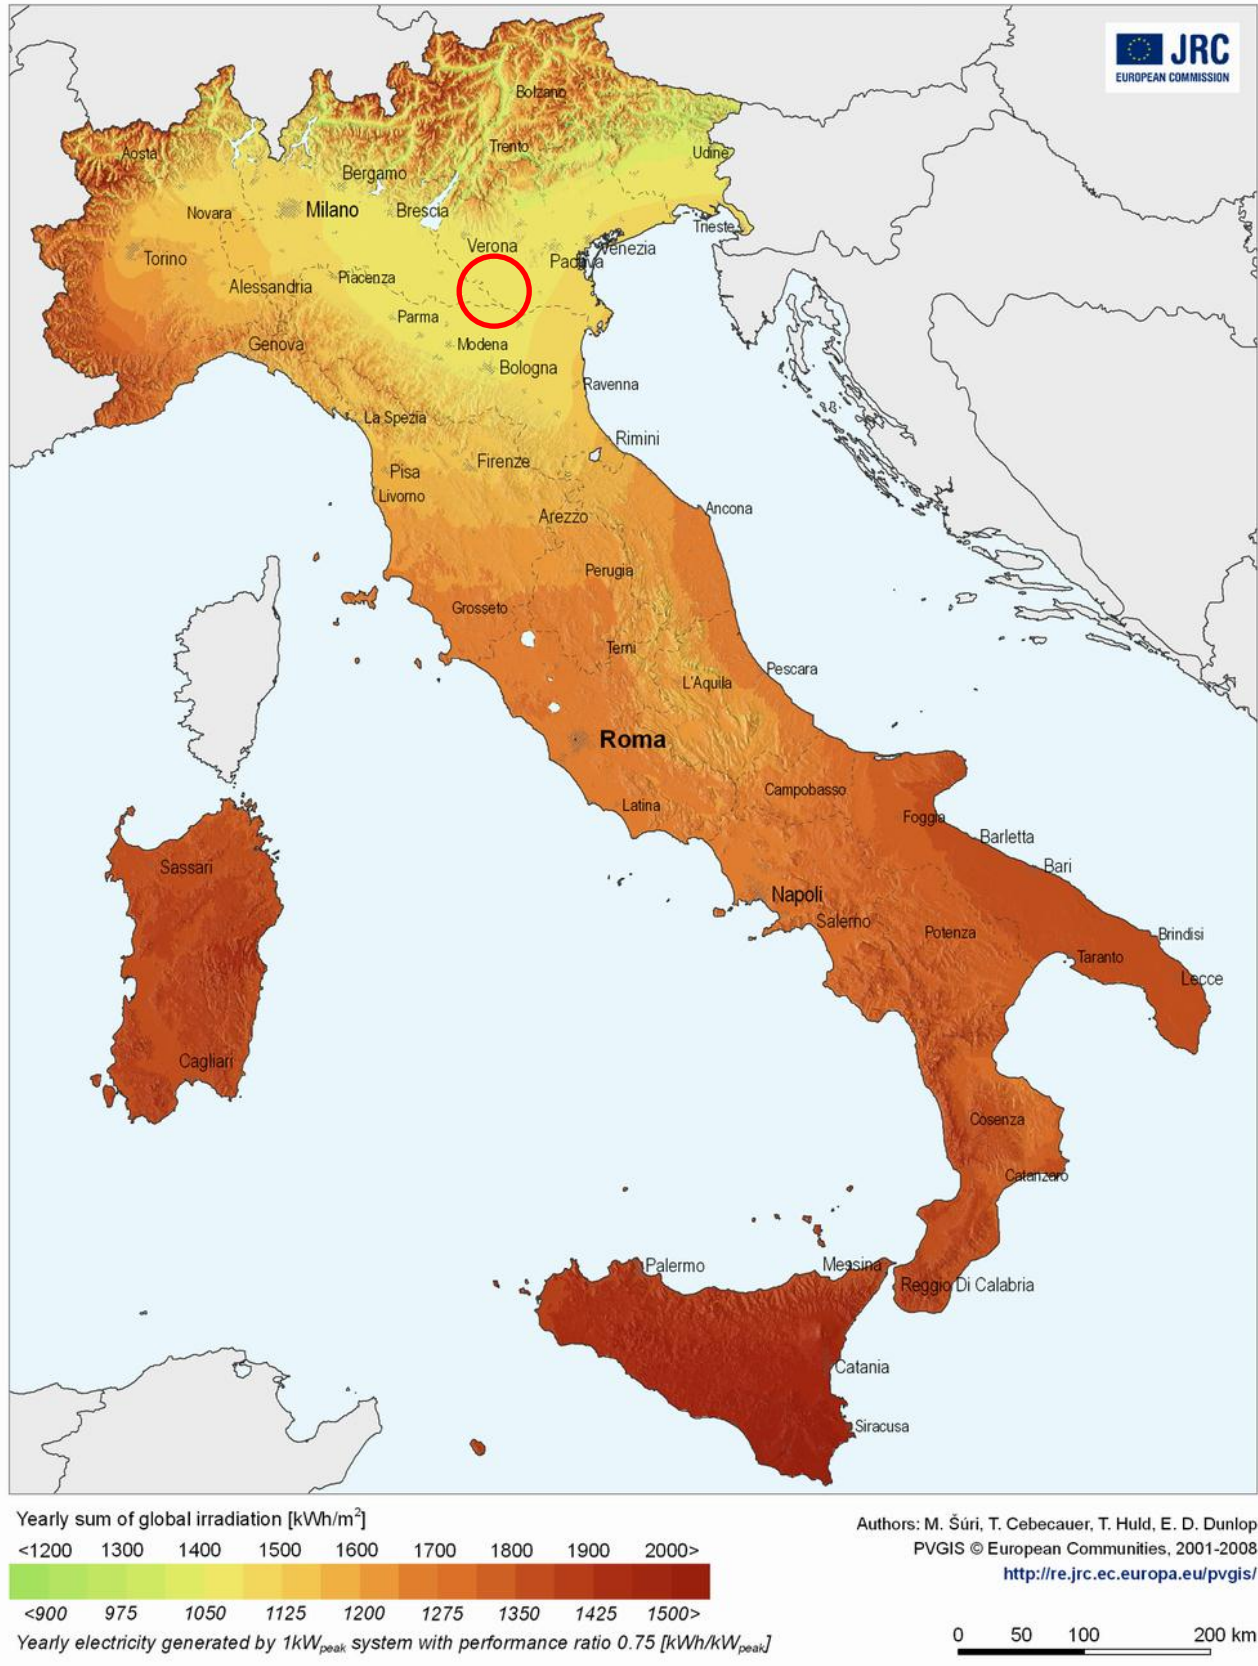 JRC
EUROPEAN COMMISSION
Bolzano
Trento
Udine
Aosta
Bergamo
Novara
Milano
Brescia
Trieste
Verona
Venezia
Padova
Torino
Piacenza
Alessandria
Parma
Genova
Modena
Bologna
Ravenna
La Spezia
Rimini
Firenze
Pisa
Livorno
Ancona
Arezzo
Perugia
Grosseto
Terni
Pescara
L'Aquila
Roma
Campobasso
Latina
Foggia
Barletta
Bari
Sassari
Napoli
Salerno
Potenza
Brindisi
Taranto
Lecce
Cagliari
Cosenza
Catanzaro
Palermo
Messina
Reggio Di Calabria
Catania
Siracusa
Yearly sum of global irradiation [kWh/m²]
<1200 1300 1400 1500 1600 1700 1800 1900 2000>
<900 975 1050 1125 1200 1275 1350 1425 1500>
Yearly electricity generated by 1kWpeak system with performance ratio 0.75 [kWh/kWpeak]
Authors: M. Šúri, T. Cebecauer, T. Huld, E. D. Dunlop
PVGIS © European Communities, 2001-2008
http://re.jrc.ec.europa.eu/pvgis/
0 50 100 200 km